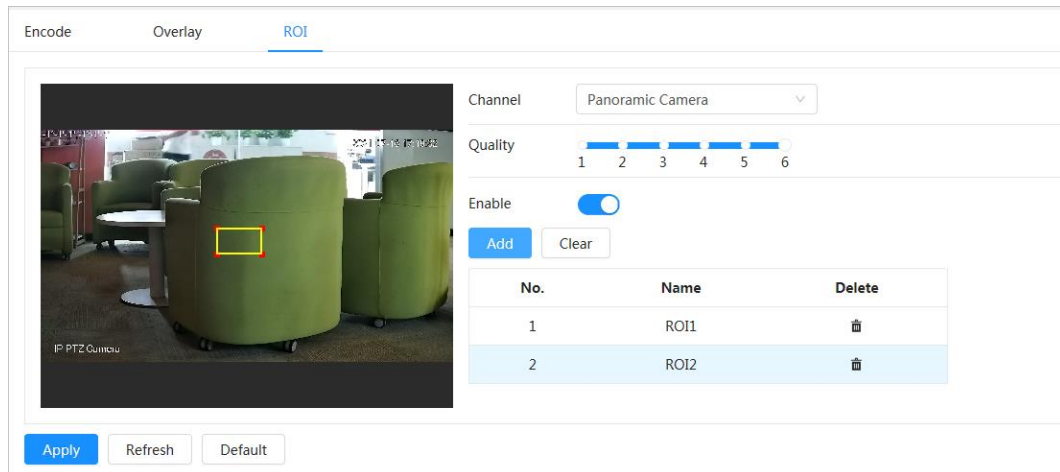 Encode Overlay ROI
Channel Panoramic Camera
Quality
1 2 3 4 5 6
Enable
Add Clear
No. Name Delete
1 ROI1
2 ROI2
IP PTZ Camera
Apply Refresh Default